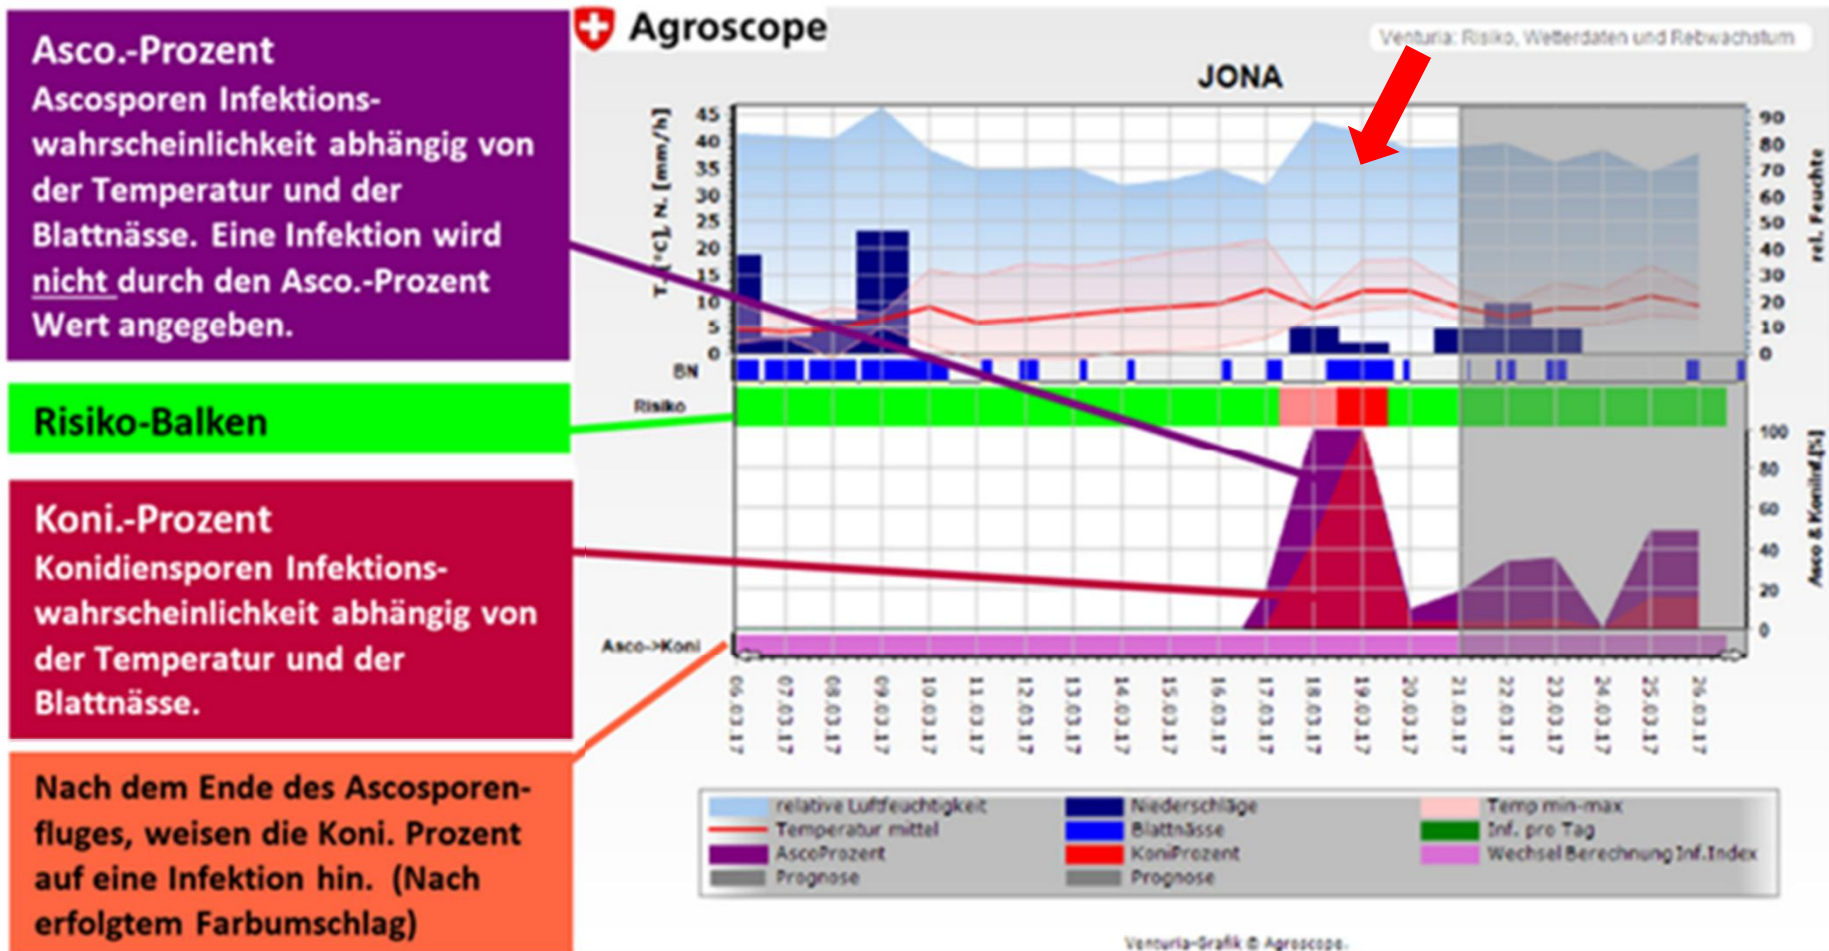 Asco.-Prozent
Ascosporen Infektions-
wahrscheinlichkeit abhängig von
der Temperatur und der
Blattnässe. Eine Infektion wird
nicht durch den Asco.-Prozent
Wert angegeben.
Risiko-Balken
Koni.-Prozent
Konidiensporen Infektions-
wahrscheinlichkeit abhängig von
der Temperatur und der
Blattnässe.
Nach dem Ende des Ascosporen-
fluges, weisen die Koni. Prozent
auf eine Infektion hin. (Nach
erfolgtem Farbumschlag)
Agroscope
Venturia: Risiko, Wetterdaten und Rebwachstum
JONA
T. [°C], N. [mm/h]
45
40
35
30
25
20
15
10
5
0
90
80
70
60
50
40
30
20
10
0
rel. Feuchte
BN
Risiko
100
80
60
40
20
0
Asco & KoniInf.[%]
Asco->Koni
06.03.17
07.03.17
08.03.17
09.03.17
10.03.17
11.03.17
12.03.17
13.03.17
14.03.17
15.03.17
16.03.17
17.03.17
18.03.17
19.03.17
20.03.17
21.03.17
22.03.17
23.03.17
24.03.17
25.03.17
26.03.17
relative Luftfeuchtigkeit Niederschläge Temp min-max
Temperatur mittel Blattnässe Inf. pro Tag
AscoProzent KoniProzent Wechsel Berechnung Inf.Index
Prognose Prognose
Venturia-Grafik © Agroscope.